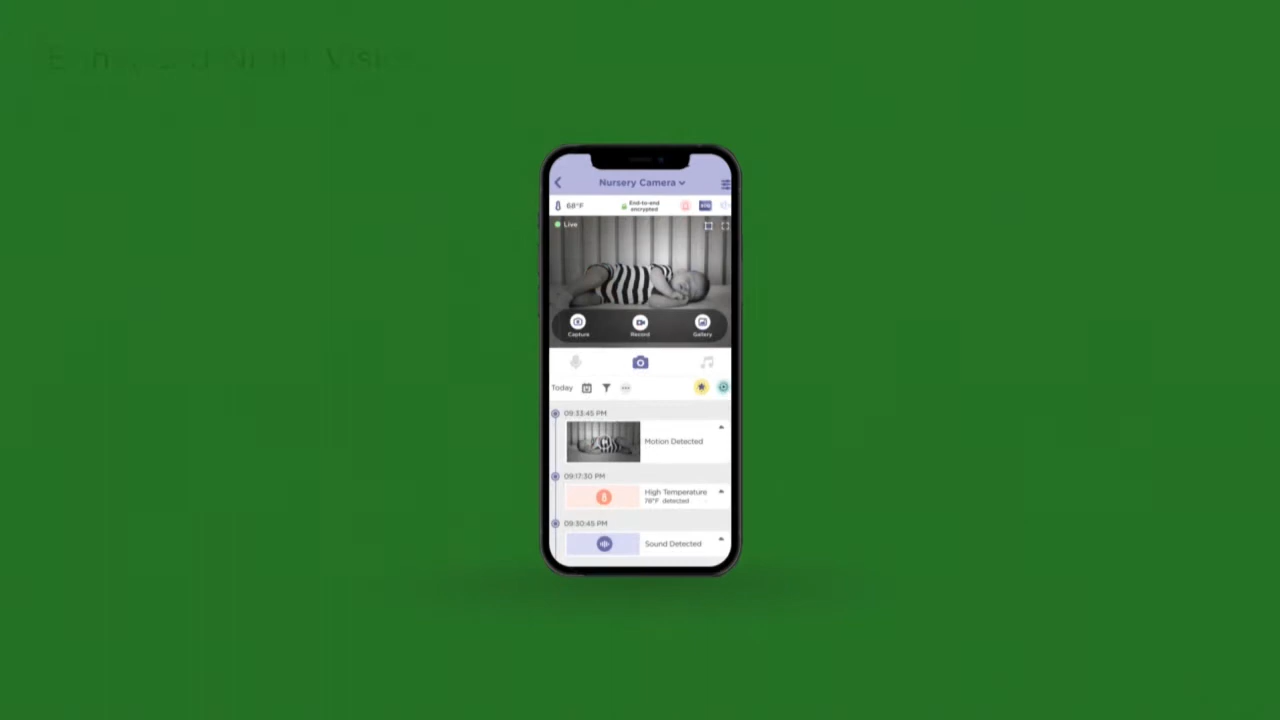 Nursery Camera
68°F
End-to-end
encrypted
Live
Capture
Record
Gallery
Today
09:33:45 PM
Motion Detected
09:17:30 PM
High Temperature
78°F detected
09:30:45 PM
Sound Detected